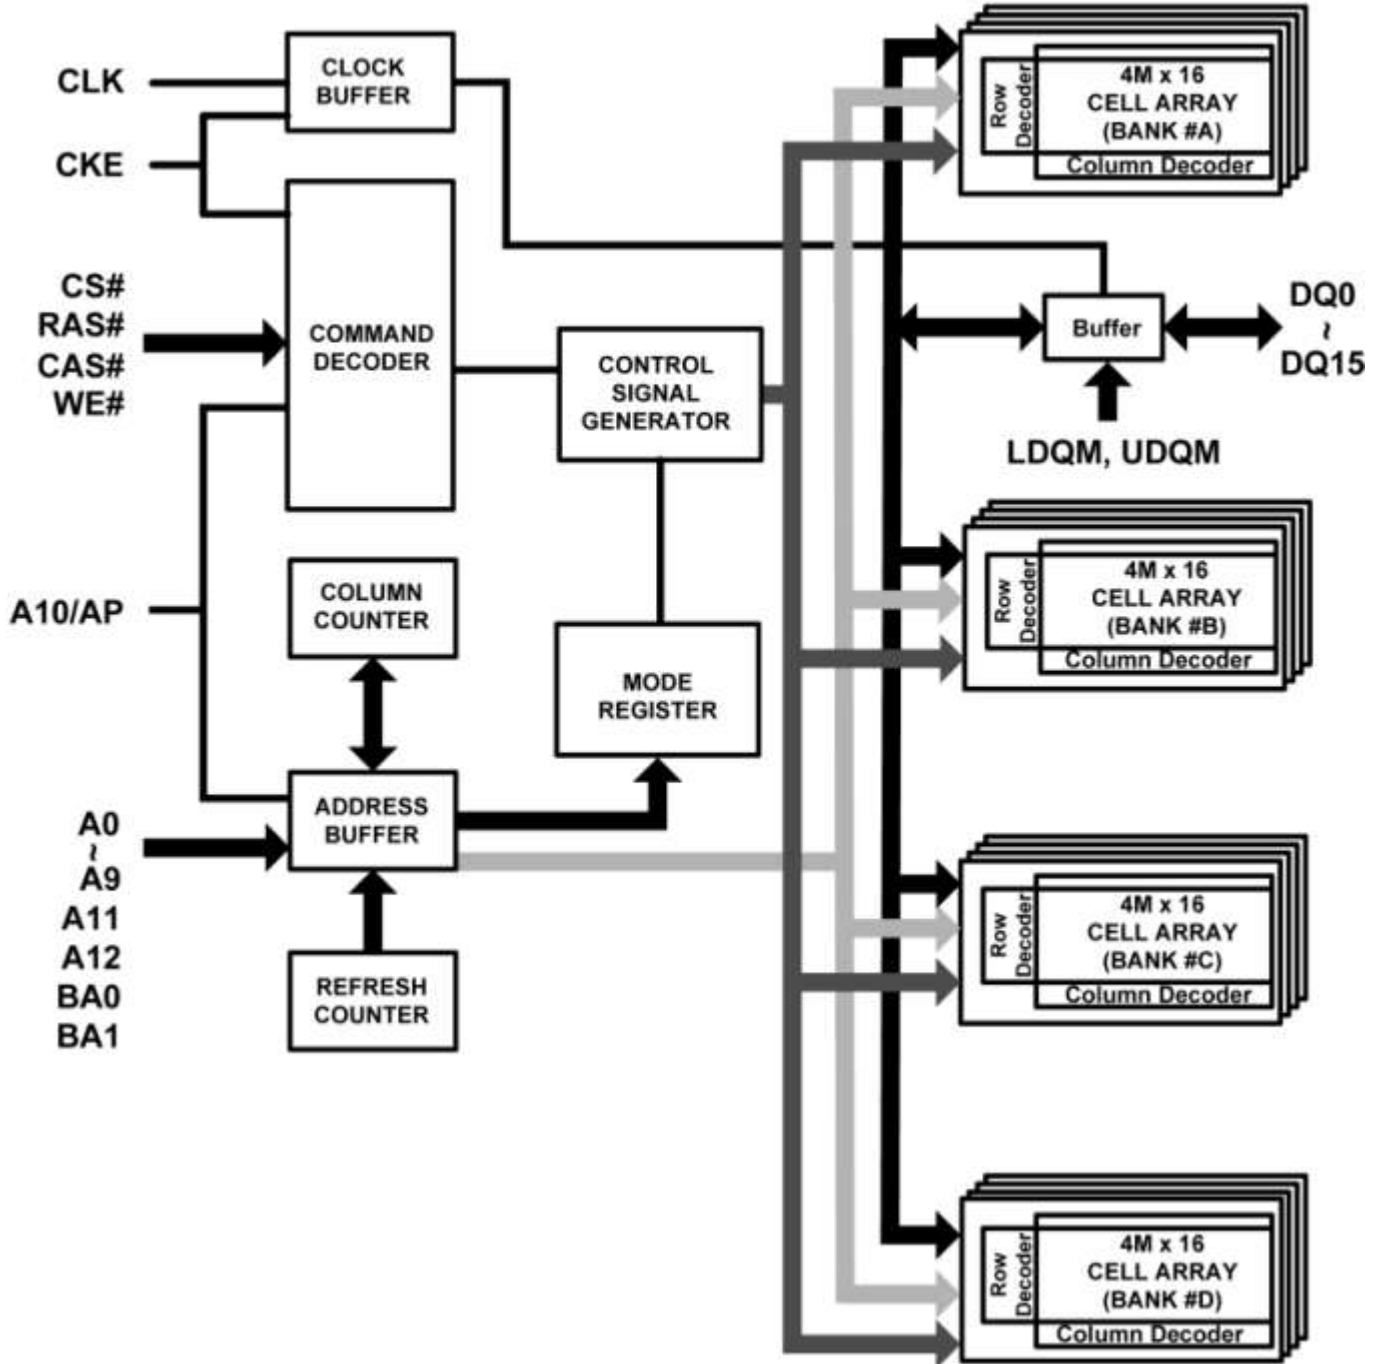 CLK
CKE
CLOCK
BUFFER
CS#
RAS#
CAS#
WE#
COMMAND
DECODER
CONTROL
SIGNAL
GENERATOR
A10/AP
COLUMN
COUNTER
MODE
REGISTER
A0
~
A9
A11
A12
BA0
BA1
ADDRESS
BUFFER
REFRESH
COUNTER
Row
Decoder
4M x 16
CELL ARRAY
(BANK #A)
Column Decoder
Buffer
DQ0
~
DQ15
LDQM, UDQM
Row
Decoder
4M x 16
CELL ARRAY
(BANK #B)
Column Decoder
Row
Decoder
4M x 16
CELL ARRAY
(BANK #C)
Column Decoder
Row
Decoder
4M x 16
CELL ARRAY
(BANK #D)
Column Decoder